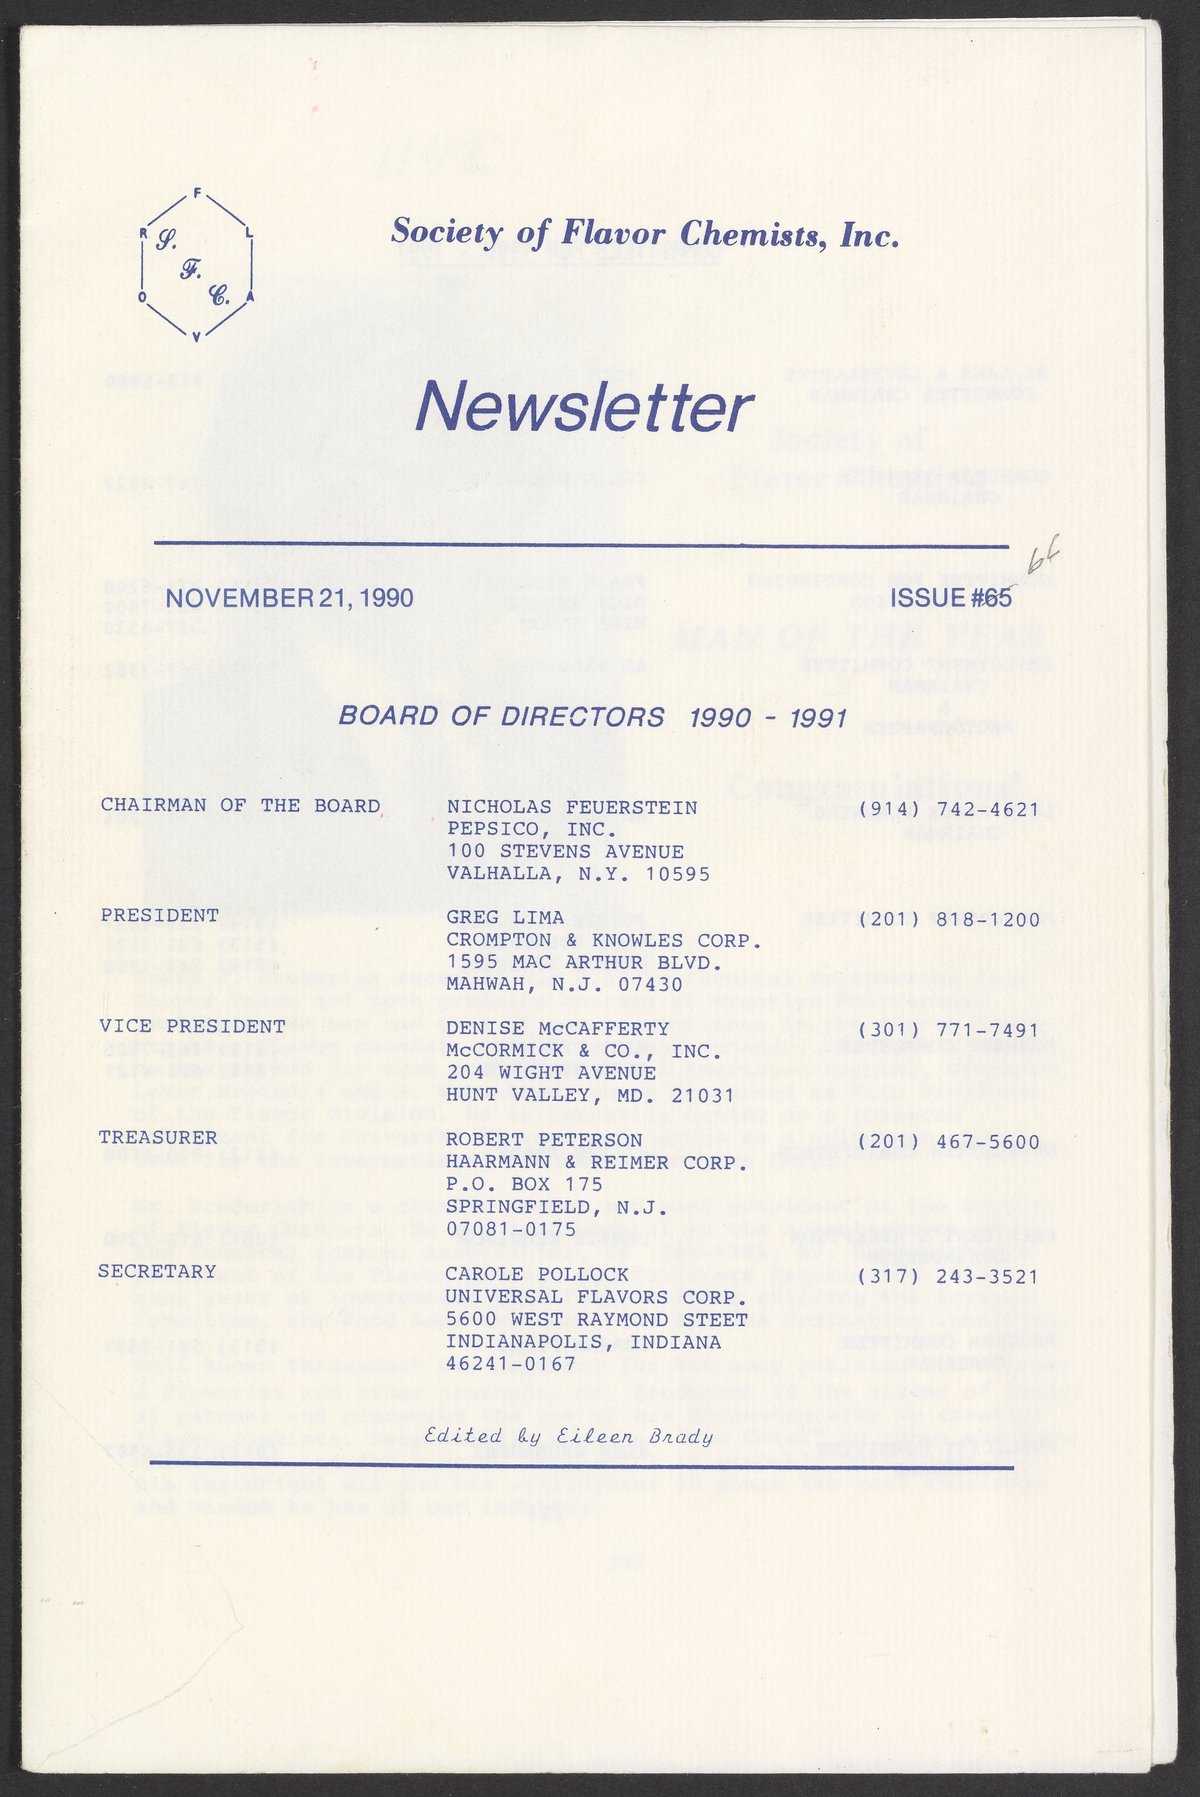 F
R L
S.
F.
C.
O A
V
Society of Flavor Chemists, Inc.
Newsletter
NOVEMBER 21, 1990 ISSUE #65
BOARD OF DIRECTORS 1990 - 1991
CHAIRMAN OF THE BOARD NICHOLAS FEUERSTEIN (914) 742-4621
PEPSICO, INC.
100 STEVENS AVENUE
VALHALLA, N.Y. 10595
PRESIDENT GREG LIMA (201) 818-1200
CROMPTON & KNOWLES CORP.
1595 MAC ARTHUR BLVD.
MAHWAH, N.J. 07430
VICE PRESIDENT DENISE McCAFFERTY (301) 771-7491
McCORMICK & CO., INC.
204 WIGHT AVENUE
HUNT VALLEY, MD. 21031
TREASURER ROBERT PETERSON (201) 467-5600
HAARMANN & REIMER CORP.
P.O. BOX 175
SPRINGFIELD, N.J.
07081-0175
SECRETARY CAROLE POLLOCK (317) 243-3521
UNIVERSAL FLAVORS CORP.
5600 WEST RAYMOND STEET
INDIANAPOLIS, INDIANA
46241-0167
Edited by Eileen Brady